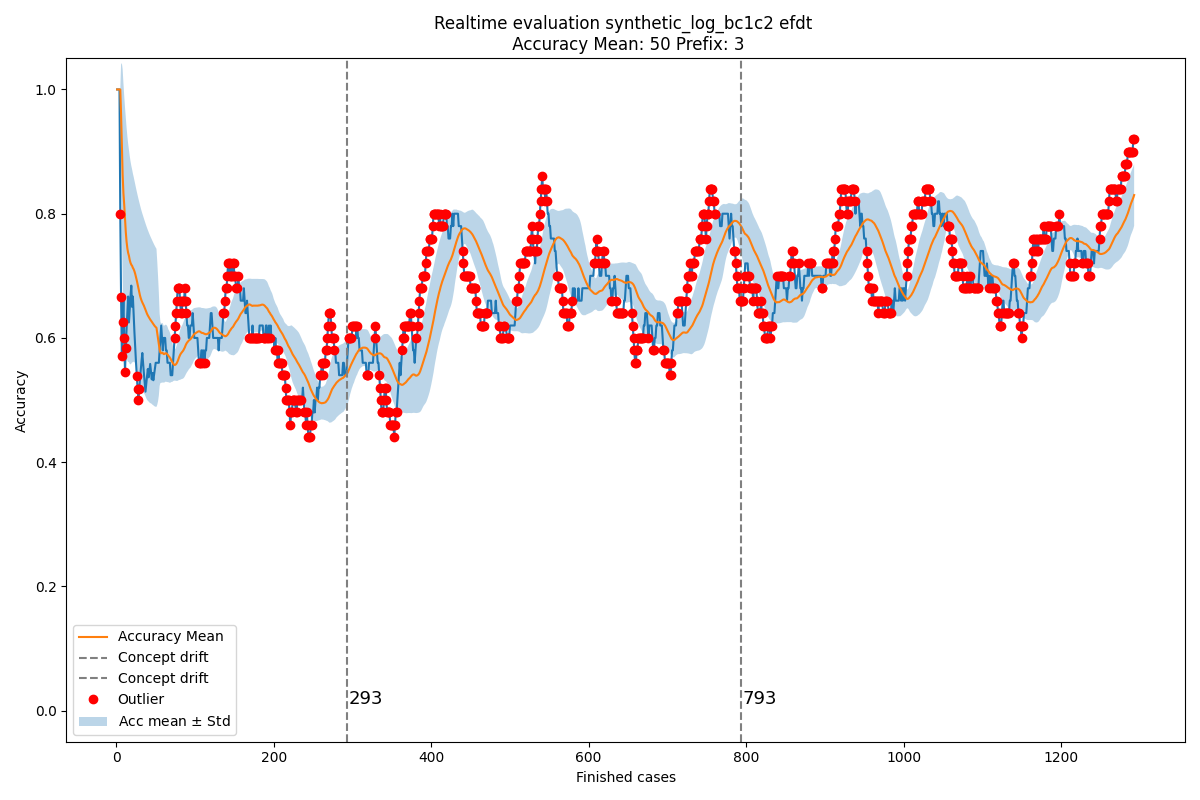 Realtime evaluation synthetic_log_bc1c2 efdt
Accuracy Mean: 50 Prefix: 3
1.0
0.8
0.6
0.4
0.2
0.0
Accuracy
293
793
Accuracy Mean
Concept drift
Concept drift
Outlier
Acc mean ± Std
0
200
400
600
800
1000
1200
Finished cases